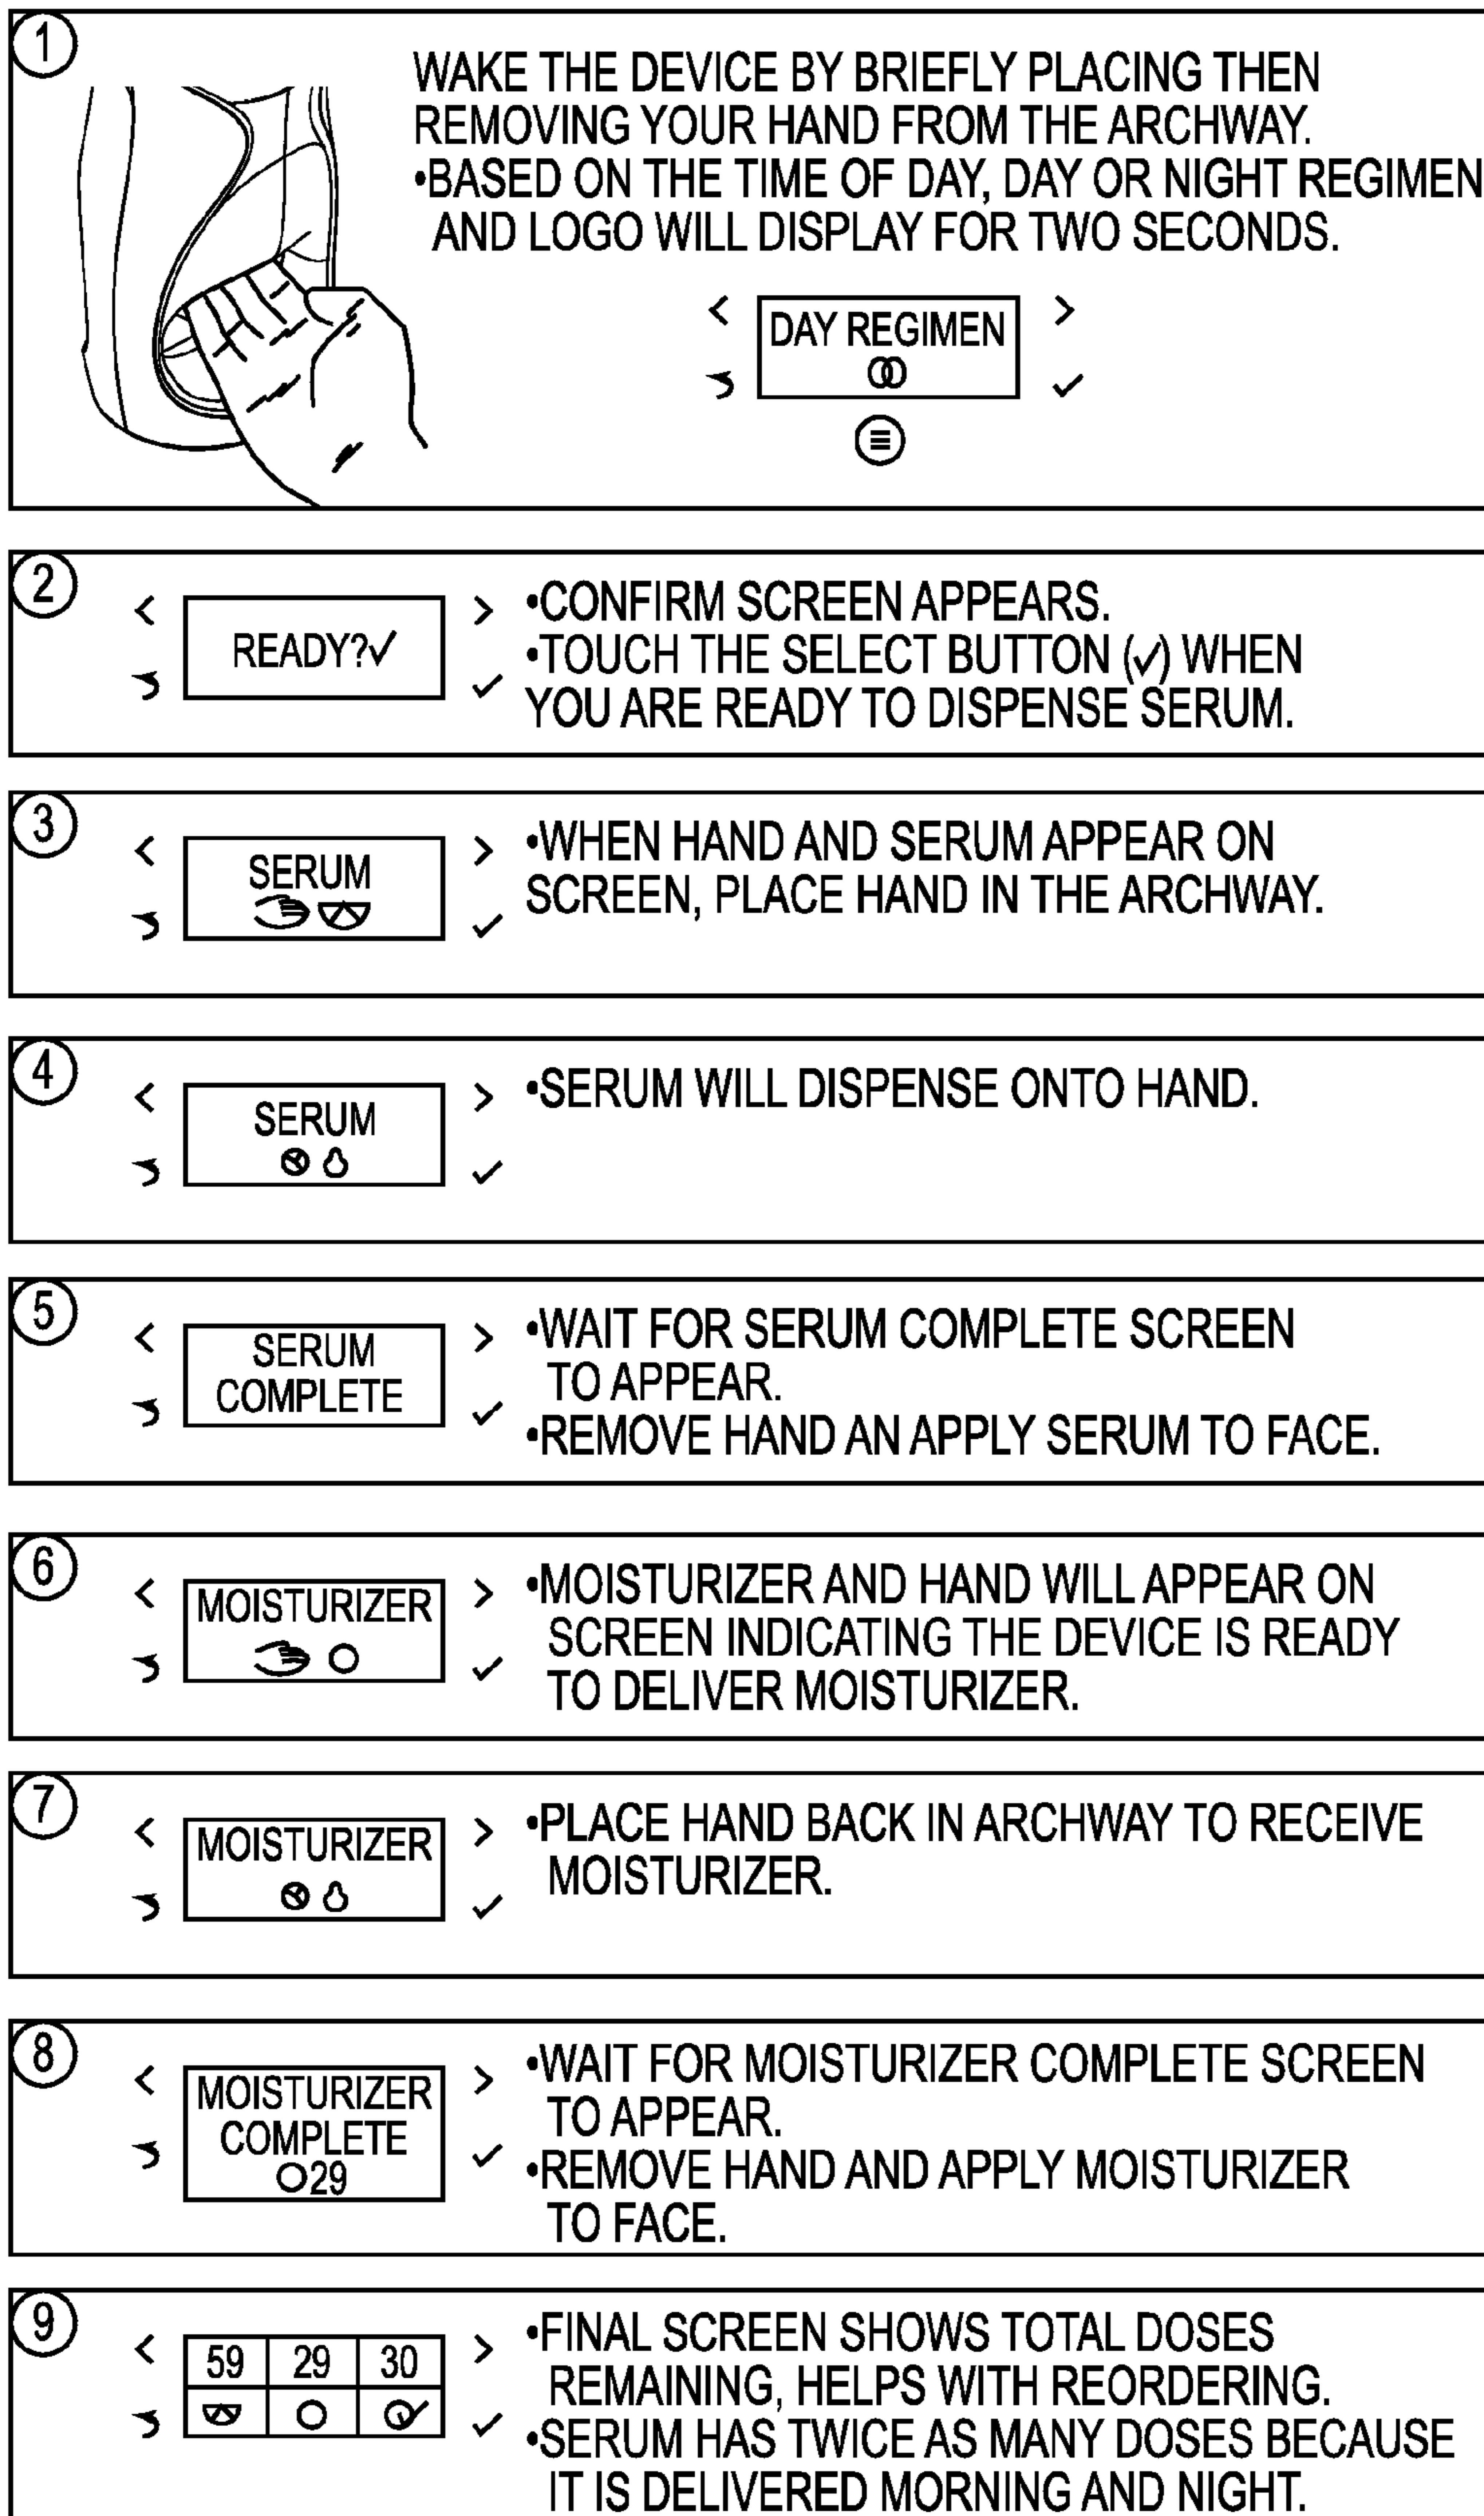 1
WAKE THE DEVICE BY BRIEFLY PLACING THEN
REMOVING YOUR HAND FROM THE ARCHWAY.
•BASED ON THE TIME OF DAY, DAY OR NIGHT REGIMEN
AND LOGO WILL DISPLAY FOR TWO SECONDS.
DAY REGIMEN
2
READY?✓
•CONFIRM SCREEN APPEARS.
•TOUCH THE SELECT BUTTON (✓) WHEN
YOU ARE READY TO DISPENSE SERUM.
3
SERUM
•WHEN HAND AND SERUM APPEAR ON
SCREEN, PLACE HAND IN THE ARCHWAY.
4
SERUM
•SERUM WILL DISPENSE ONTO HAND.
5
SERUM
COMPLETE
•WAIT FOR SERUM COMPLETE SCREEN
TO APPEAR.
•REMOVE HAND AN APPLY SERUM TO FACE.
6
MOISTURIZER
•MOISTURIZER AND HAND WILL APPEAR ON
SCREEN INDICATING THE DEVICE IS READY
TO DELIVER MOISTURIZER.
7
MOISTURIZER
•PLACE HAND BACK IN ARCHWAY TO RECEIVE
MOISTURIZER.
8
MOISTURIZER
COMPLETE
29
•WAIT FOR MOISTURIZER COMPLETE SCREEN
TO APPEAR.
•REMOVE HAND AND APPLY MOISTURIZER
TO FACE.
9
59 29 30
•FINAL SCREEN SHOWS TOTAL DOSES
REMAINING, HELPS WITH REORDERING.
•SERUM HAS TWICE AS MANY DOSES BECAUSE
IT IS DELIVERED MORNING AND NIGHT.